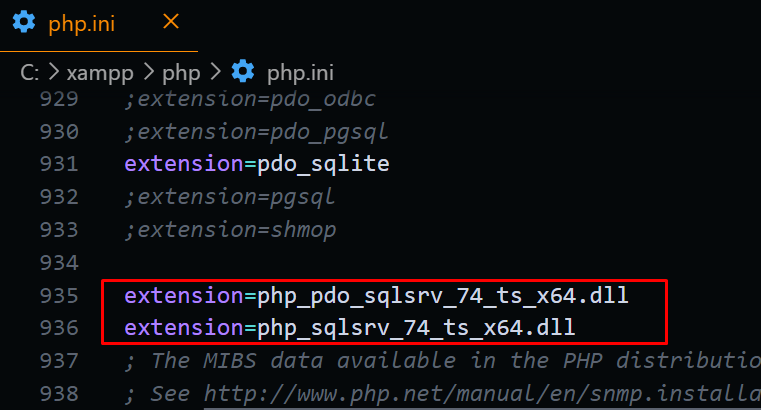 php.ini
C: > xampp > php > php.ini
929 ;extension=pdo_odbc
930 ;extension=pdo_pgsql
931 extension=pdo_sqlite
932 ;extension=pgsql
933 ;extension=shmop
934
935 extension=php_pdo_sqlsrv_74_ts_x64.dll
936 extension=php_sqlsrv_74_ts_x64.dll
937 ; The MIBS data available in the PHP distributio
938 ; See http://www.php.net/manual/en/snmp.installa